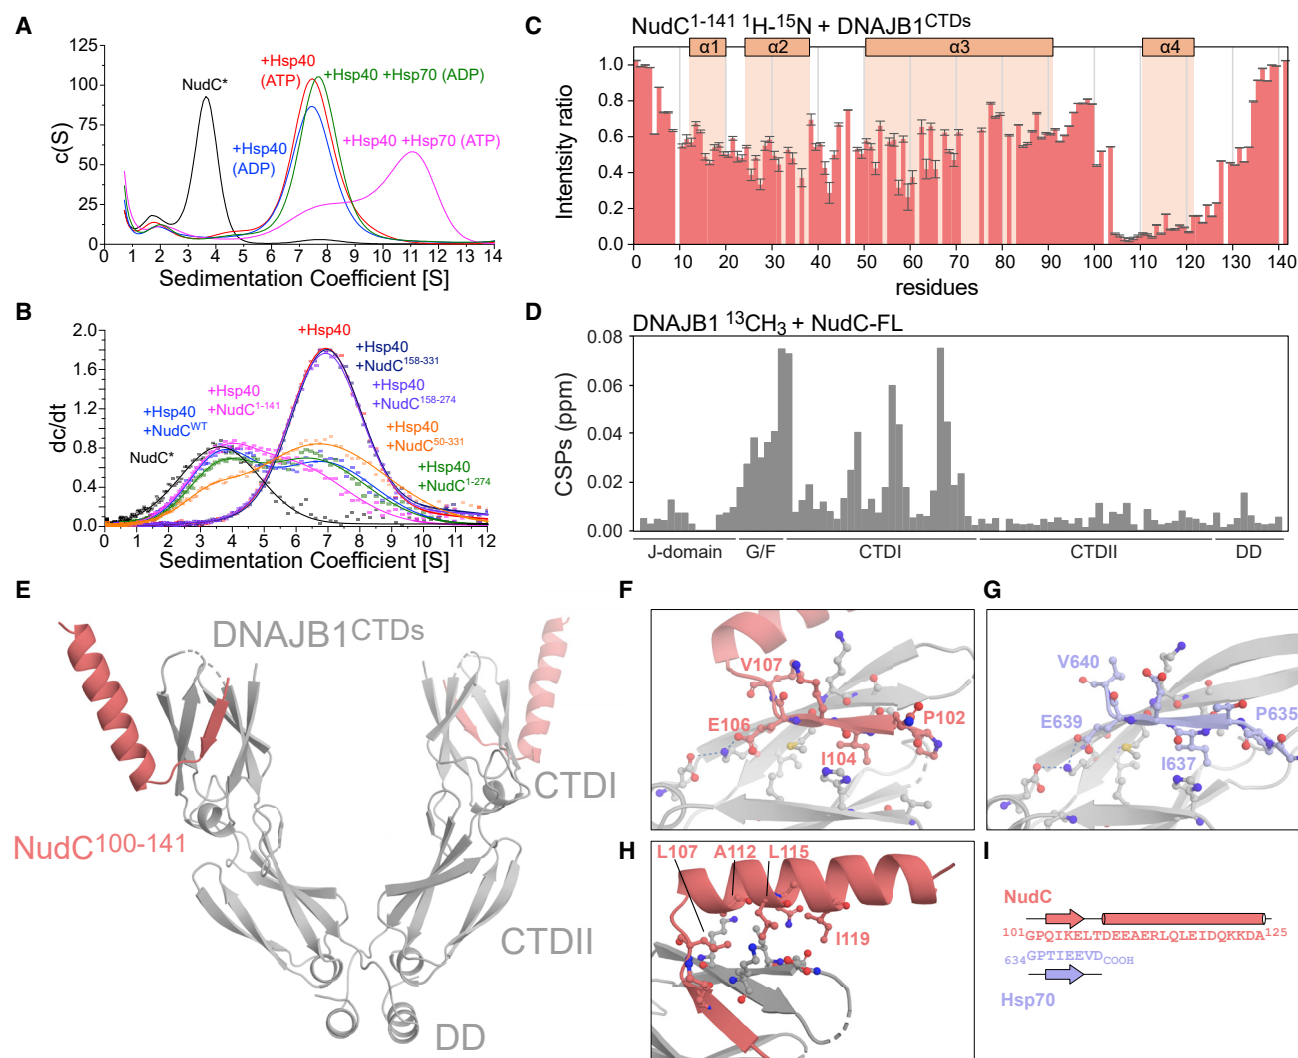 A
c(S)
125
100
75
50
25
0
NudC*
+Hsp40
(ATP)
+Hsp40 +Hsp70 (ADP)
+Hsp40
(ADP)
+Hsp40 +Hsp70 (ATP)
0 1 2 3 4 5 6 7 8 9 10 11 12 13 14
Sedimentation Coefficient [S]
B
dc/dt
2.0
1.6
1.2
0.8
0.4
0.0
+Hsp40
+Hsp40
+NudC158-331
+Hsp40
+NudC158-274
+Hsp40
+NudC1-141
+Hsp40
+NudCWT
NudC*
+Hsp40
+NudC50-331
+Hsp40
+NudC1-274
0 1 2 3 4 5 6 7 8 9 10 11 12
Sedimentation Coefficient [S]
C
NudC1-141 1H-15N + DNAJB1CTDs
α1 α2 α3 α4
Intentsity ratio
1.0
0.8
0.6
0.4
0.2
0.0
0 10 20 30 40 50 60 70 80 90 100 110 120 130 140
residues
D
DNAJB1 13CH3 + NudC-FL
CSPs (ppm)
0.08
0.06
0.04
0.02
0.00
J-domain G/F CTDI CTDII DD
E
DNAJB1CTDs
CTDI
NudC100-141
CTDII
DD
F
V107
E106
P102
I104
G
V640
E639
P635
I637
H
L107 A112 L115
I119
I
NudC
101GPQIKELTDEEAERLQLEIDQKKDA125
634GPTIEEVDCOOH
Hsp70